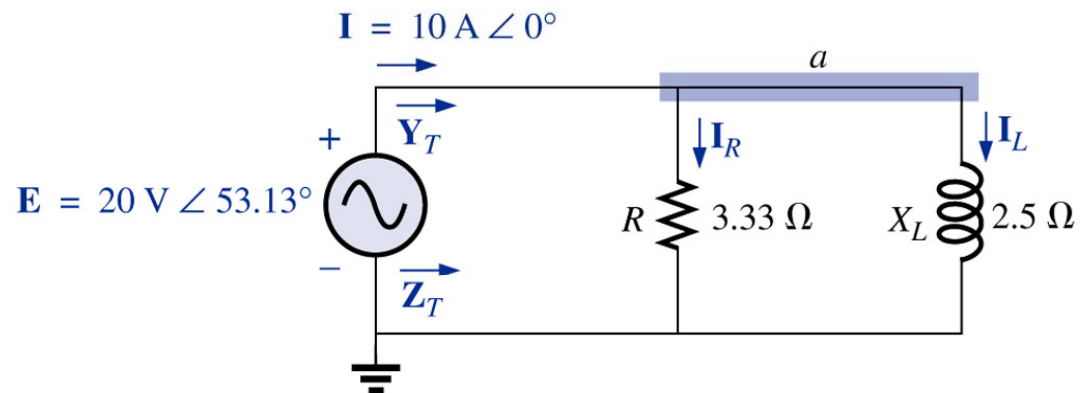 I = 10 A ∠ 0°
a
+
Y_T
I_R
I_L
E = 20 V ∠ 53.13°
R
3.33 Ω
X_L
2.5 Ω
−
Z_T